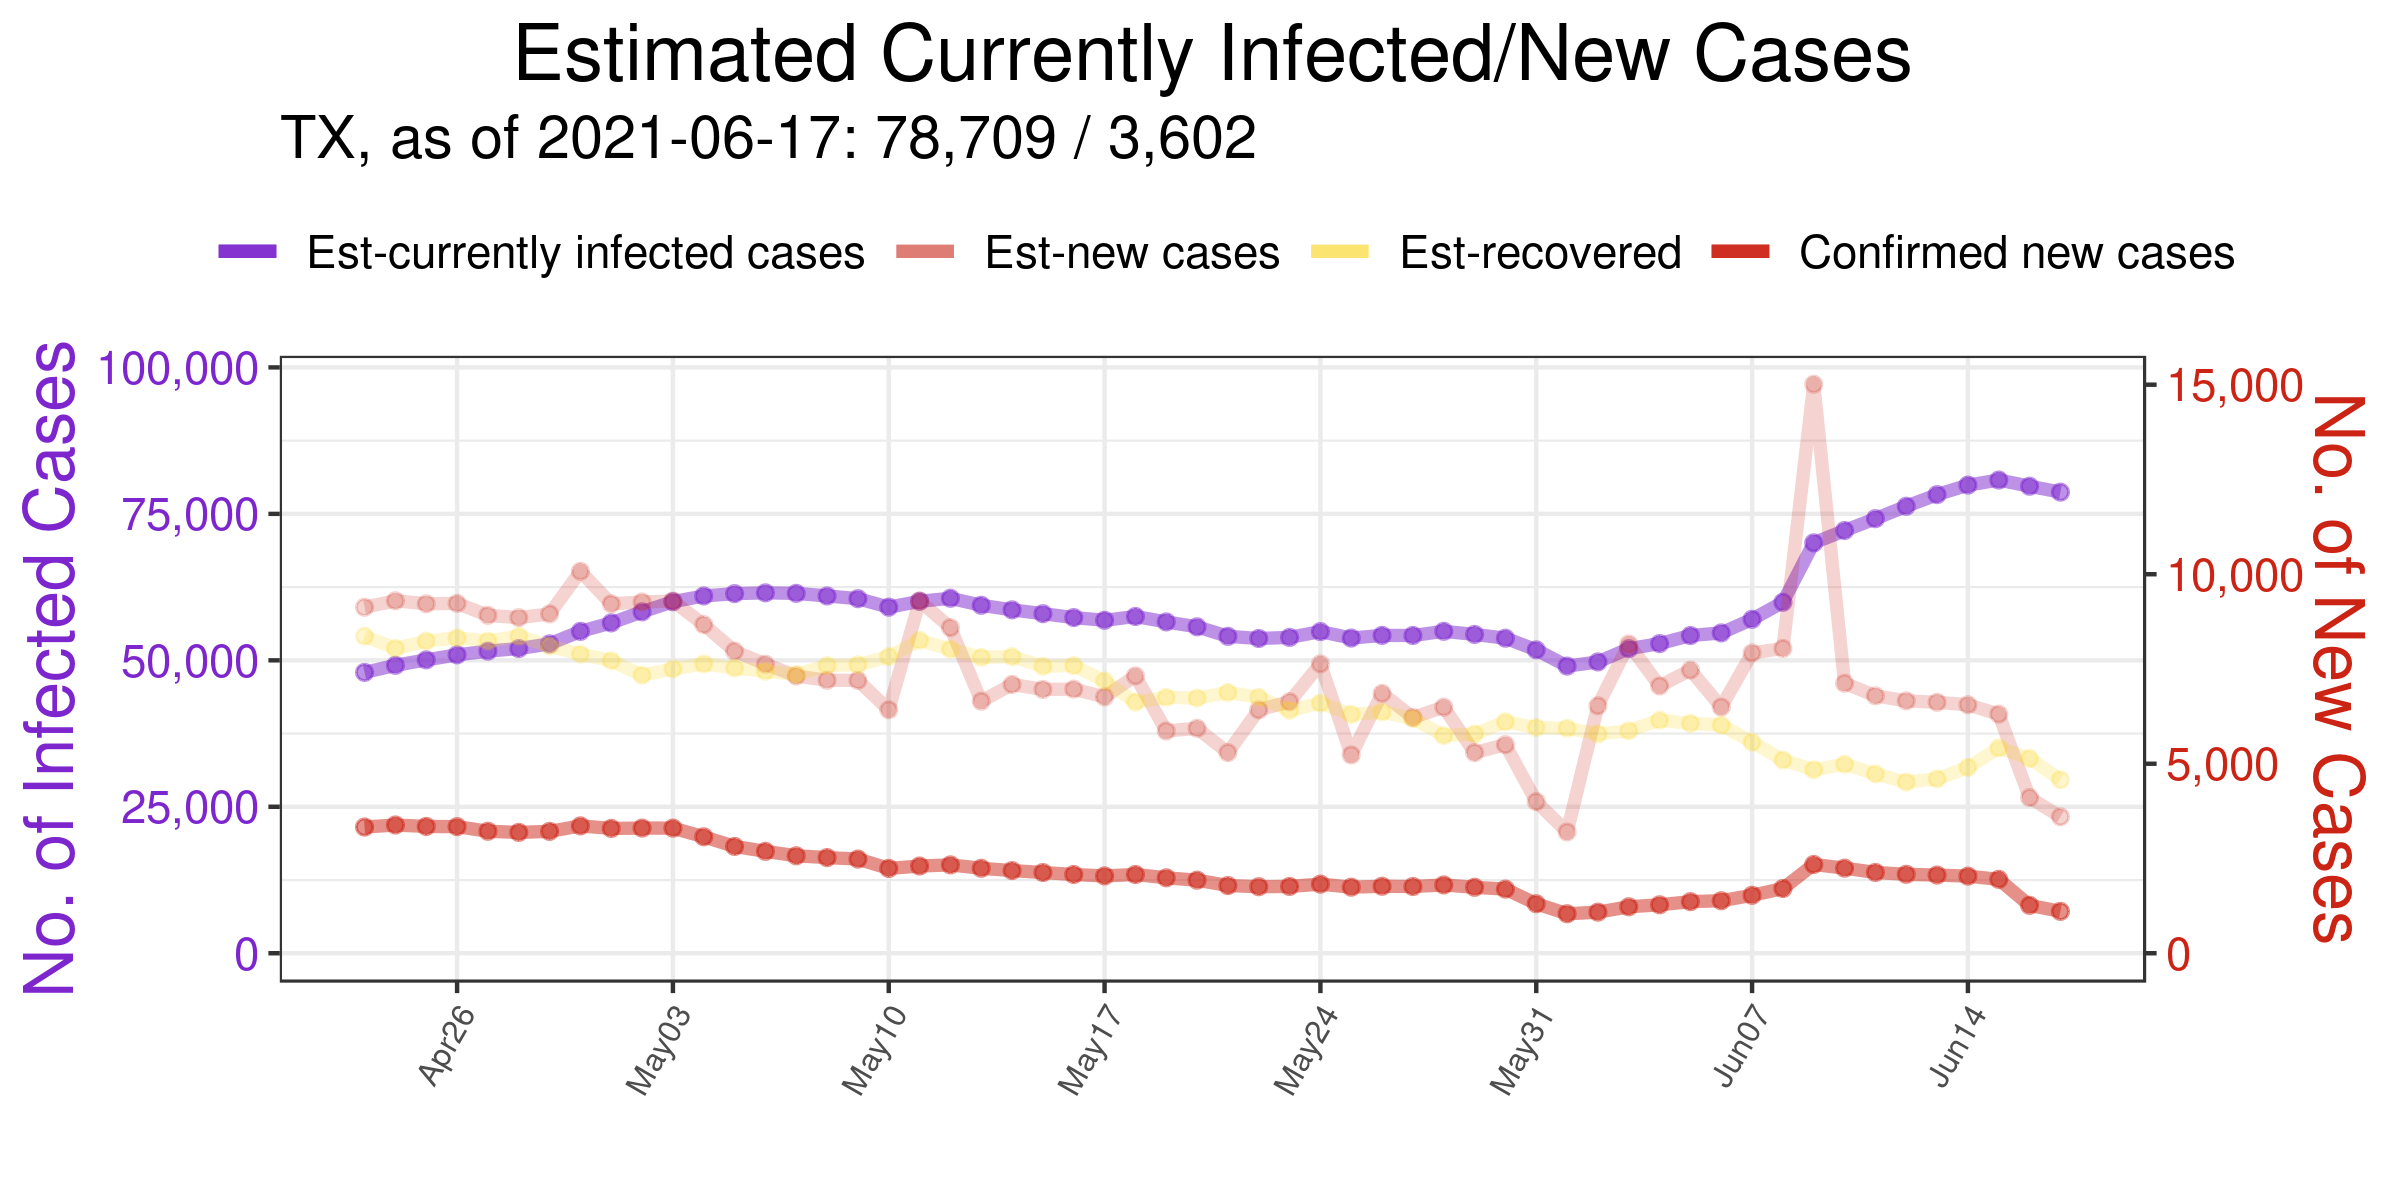 Estimated Currently Infected/New Cases
TX, as of 2021-06-17: 78,709 / 3,602
Est-currently infected cases Est-new cases Est-recovered Confirmed new cases
No. of Infected Cases
100,000
75,000
50,000
25,000
0
15,000
10,000
5,000
0
No. of New Cases
Apr26 May03 May10 May17 May24 May31 Jun07 Jun14